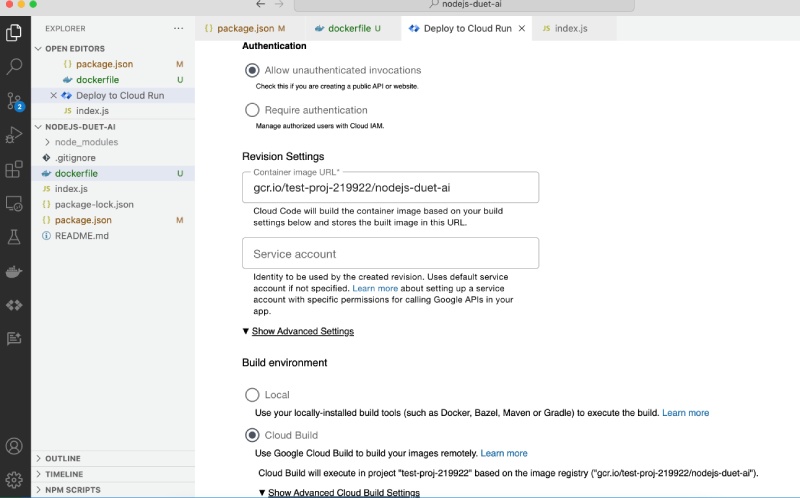 nodejs-duet-ai
EXPLORER
OPEN EDITORS
package.json M
dockerfile U
Deploy to Cloud Run
JS index.js
NODEJS-DUET-AI
node_modules
.gitignore
dockerfile U
JS index.js
package-lock.json
package.json M
README.md
OUTLINE
TIMELINE
NPM SCRIPTS
2
package.json M
dockerfile U
Deploy to Cloud Run
JS index.js
Authentication
Allow unauthenticated invocations
Check this if you are creating a public API or website.
Require authentication
Manage authorized users with Cloud IAM.
Revision Settings
Container image URL*
gcr.io/test-proj-219922/nodejs-duet-ai
Cloud Code will build the container image based on your build
settings below and stores the built image in this URL.
Service account
Identity to be used by the created revision. Uses default service
account if not specified. Learn more about setting up a service
account with specific permissions for calling Google APIs in your
app.
Show Advanced Settings
Build environment
Local
Use your locally-installed build tools (such as Docker, Bazel, Maven or Gradle) to execute the build. Learn more
Cloud Build
Use Google Cloud Build to build your images remotely. Learn more
Cloud Build will execute in project "test-proj-219922" based on the image registry ("gcr.io/test-proj-219922/nodejs-duet-ai").
Show Advanced Cloud Build Settings